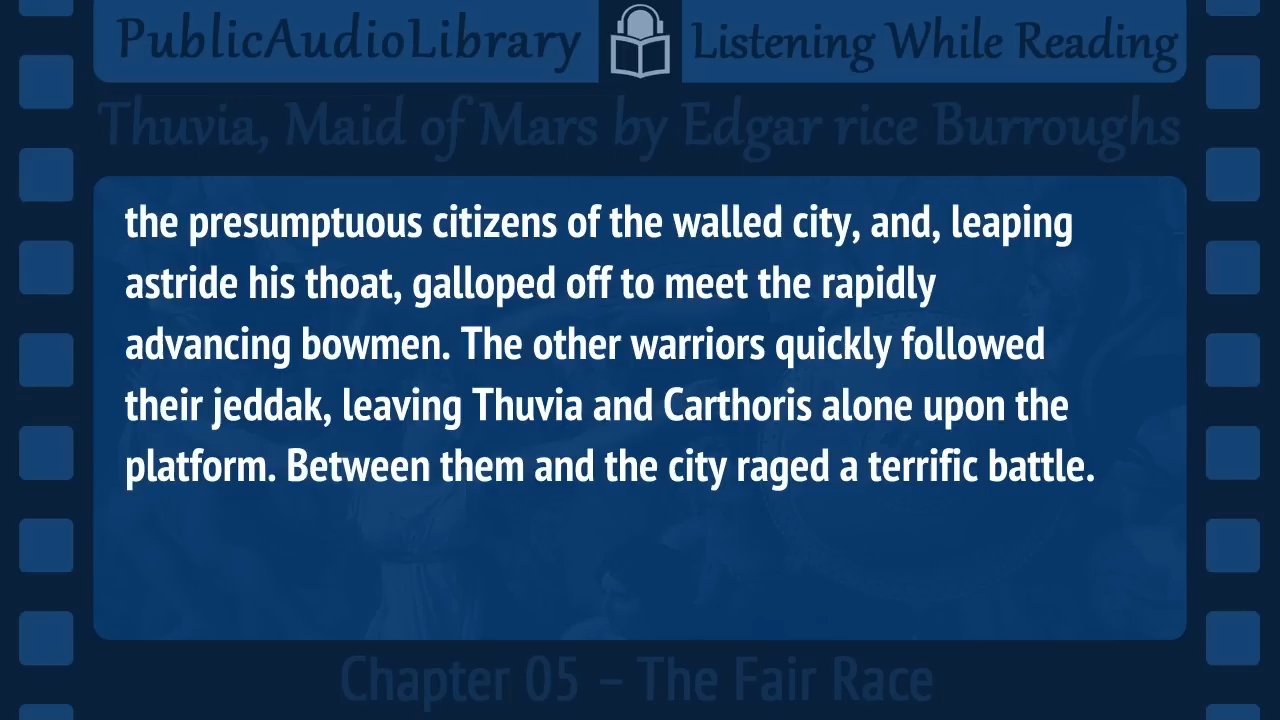 PublicAudioLibrary Listening While Reading
Thuvia, Maid of Mars by Edgar rice Burroughs
the presumptuous citizens of the walled city, and, leaping
astride his thoat, galloped off to meet the rapidly
advancing bowmen. The other warriors quickly followed
their jeddak, leaving Thuvia and Carthoris alone upon the
platform. Between them and the city raged a terrific battle.
Chapter 05 – The Fair Race